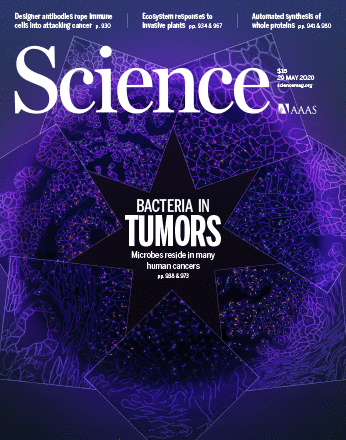 Designer antibodies rope immune
cells into attacking cancer p. 930
Ecosystem responses to
invasive plants pp. 934 & 967
Automated synthesis of
whole proteins pp. 941 & 980
Science
$15
29 MAY 2020
sciencemag.org
AAAS
BACTERIA IN
TUMORS
Microbes reside in many
human cancers
pp. 938 & 973